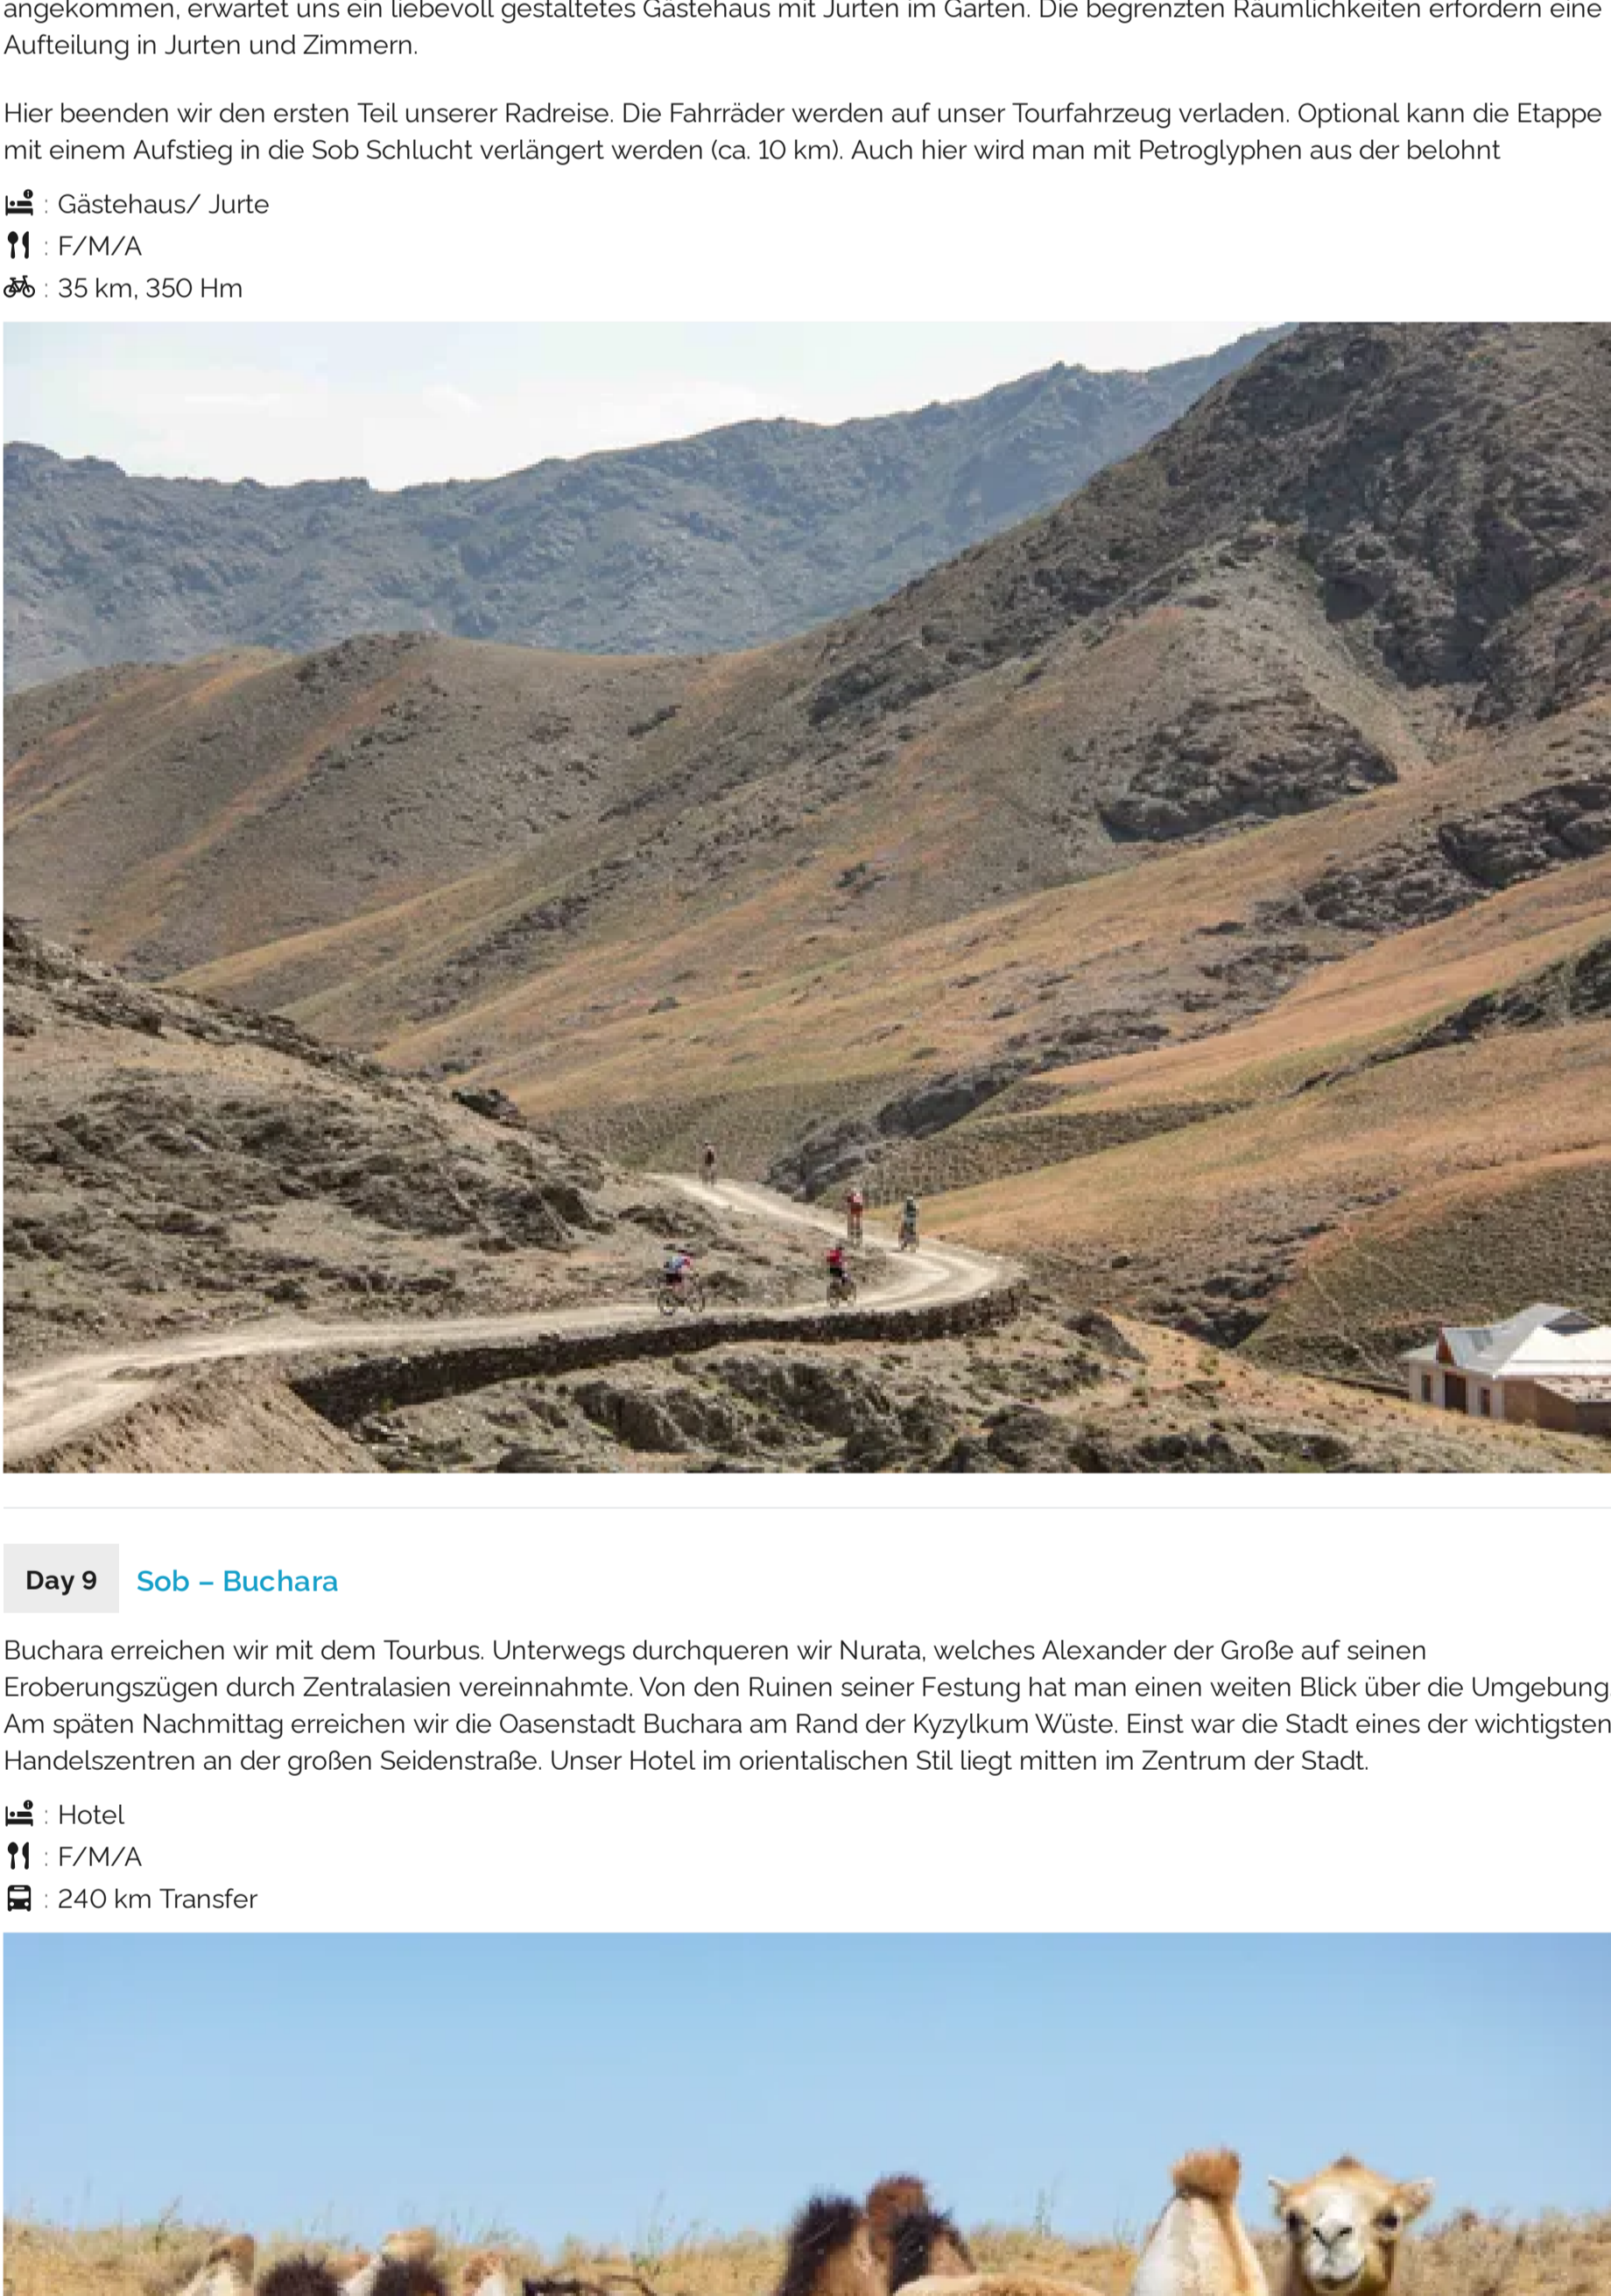 angekommen, erwartet uns ein liebevoll gestaltetes Gästehaus mit Jurten im Garten. Die begrenzten Räumlichkeiten erfordern eine
Aufteilung in Jurten und Zimmern.
Hier beenden wir den ersten Teil unserer Radreise. Die Fahrräder werden auf unser Tourfahrzeug verladen. Optional kann die Etappe
mit einem Aufstieg in die Sob Schlucht verlängert werden (ca. 10 km). Auch hier wird man mit Petroglyphen aus der belohnt
: Gästehaus/ Jurte
: F/M/A
: 35 km, 350 Hm
Day 9 Sob – Buchara
Buchara erreichen wir mit dem Tourbus. Unterwegs durchqueren wir Nurata, welches Alexander der Große auf seinen
Eroberungszügen durch Zentralasien vereinnahmte. Von den Ruinen seiner Festung hat man einen weiten Blick über die Umgebung.
Am späten Nachmittag erreichen wir die Oasenstadt Buchara am Rand der Kyzylkum Wüste. Einst war die Stadt eines der wichtigsten
Handelszentren an der großen Seidenstraße. Unser Hotel im orientalischen Stil liegt mitten im Zentrum der Stadt.
: Hotel
: F/M/A
: 240 km Transfer